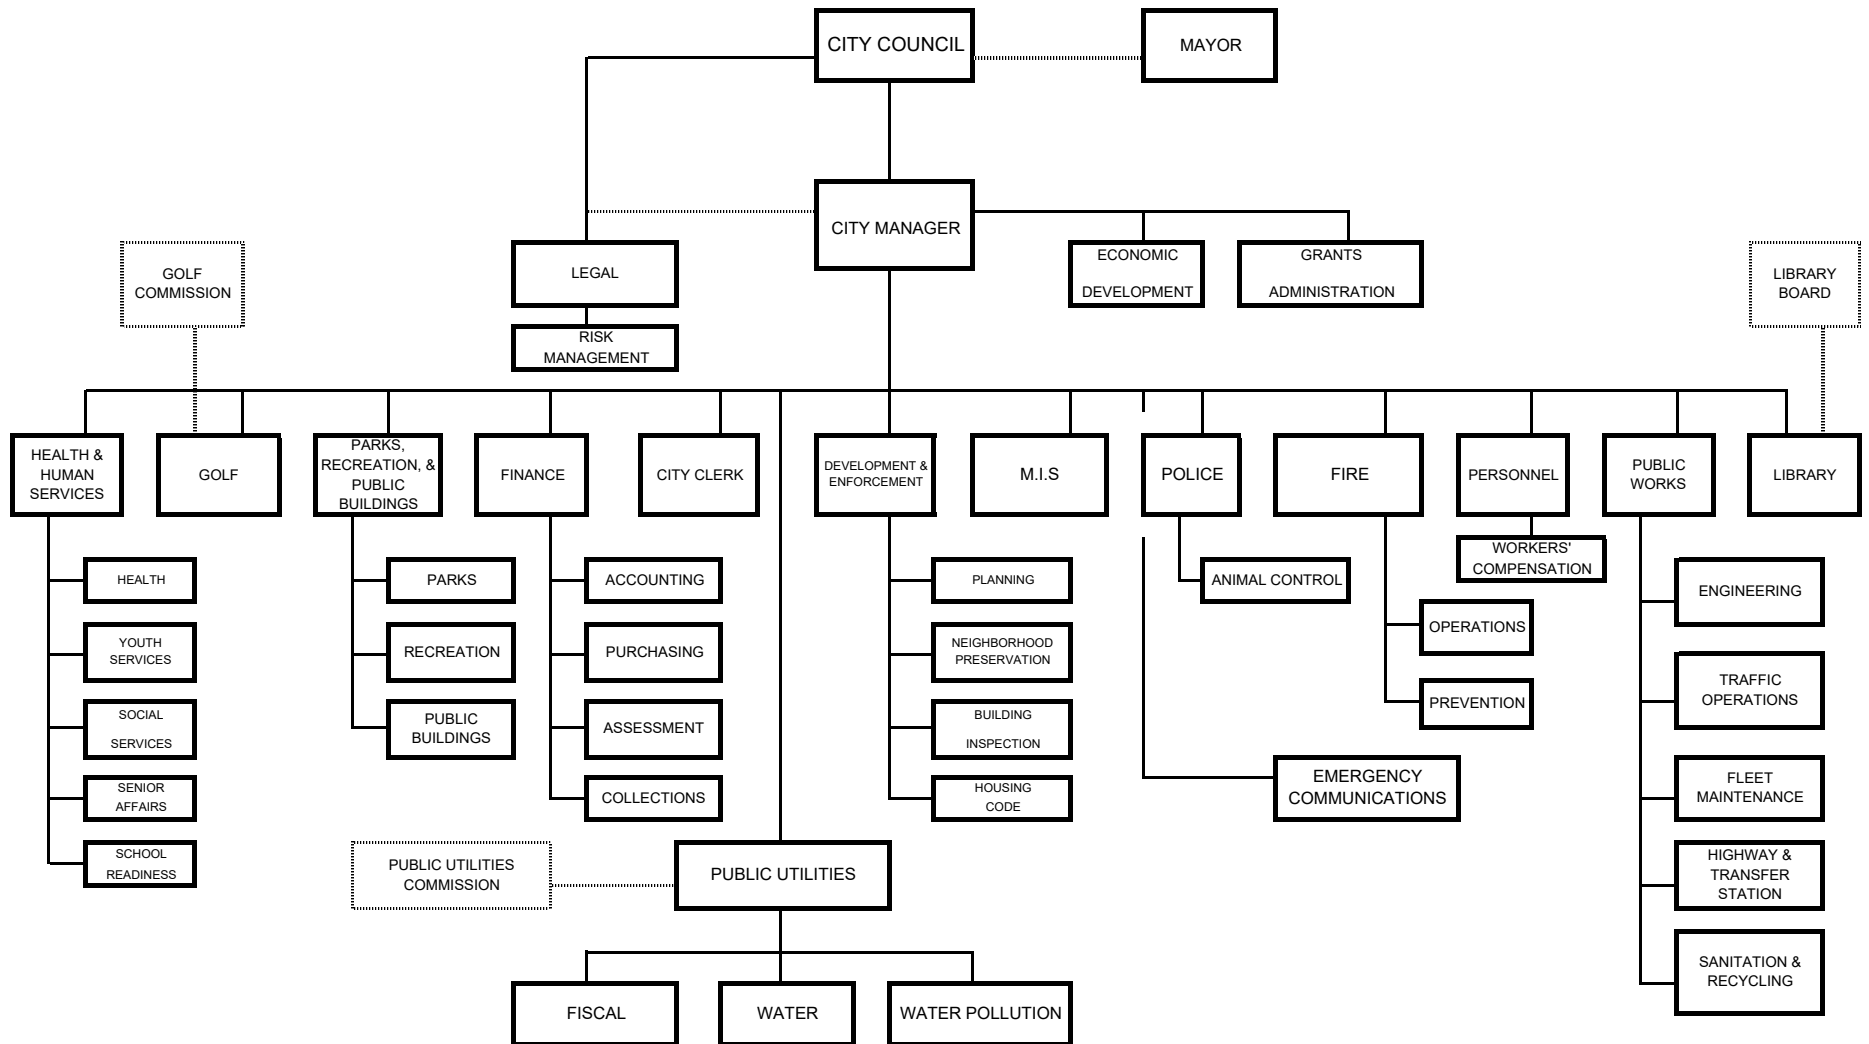 CITY COUNCIL
MAYOR
CITY MANAGER
GOLF
COMMISSION
LEGAL
ECONOMIC
DEVELOPMENT
GRANTS
ADMINISTRATION
LIBRARY
BOARD
RISK
MANAGEMENT
HEALTH &
HUMAN
SERVICES
GOLF
PARKS,
RECREATION, &
PUBLIC
BUILDINGS
FINANCE
CITY CLERK
DEVELOPMENT &
ENFORCEMENT
M.I.S
POLICE
FIRE
PERSONNEL
PUBLIC
WORKS
LIBRARY
HEALTH
YOUTH
SERVICES
SOCIAL
SERVICES
SENIOR
AFFAIRS
SCHOOL
READINESS
PARKS
RECREATION
PUBLIC
BUILDINGS
ACCOUNTING
PURCHASING
ASSESSMENT
COLLECTIONS
PLANNING
NEIGHBORHOOD
PRESERVATION
BUILDING
INSPECTION
HOUSING
CODE
ANIMAL CONTROL
EMERGENCY
COMMUNICATIONS
OPERATIONS
PREVENTION
WORKERS'
COMPENSATION
ENGINEERING
TRAFFIC
OPERATIONS
FLEET
MAINTENANCE
HIGHWAY &
TRANSFER
STATION
SANITATION &
RECYCLING
PUBLIC UTILITIES
COMMISSION
PUBLIC UTILITIES
FISCAL
WATER
WATER POLLUTION